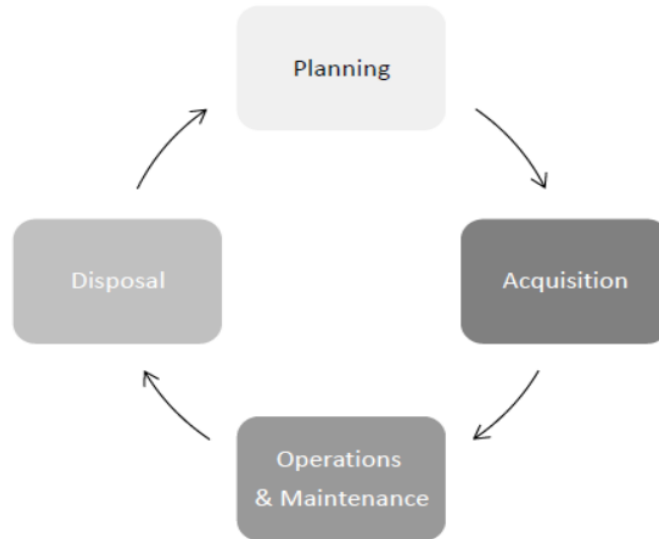 Planning
Acquisition
Operations
& Maintenance
Disposal